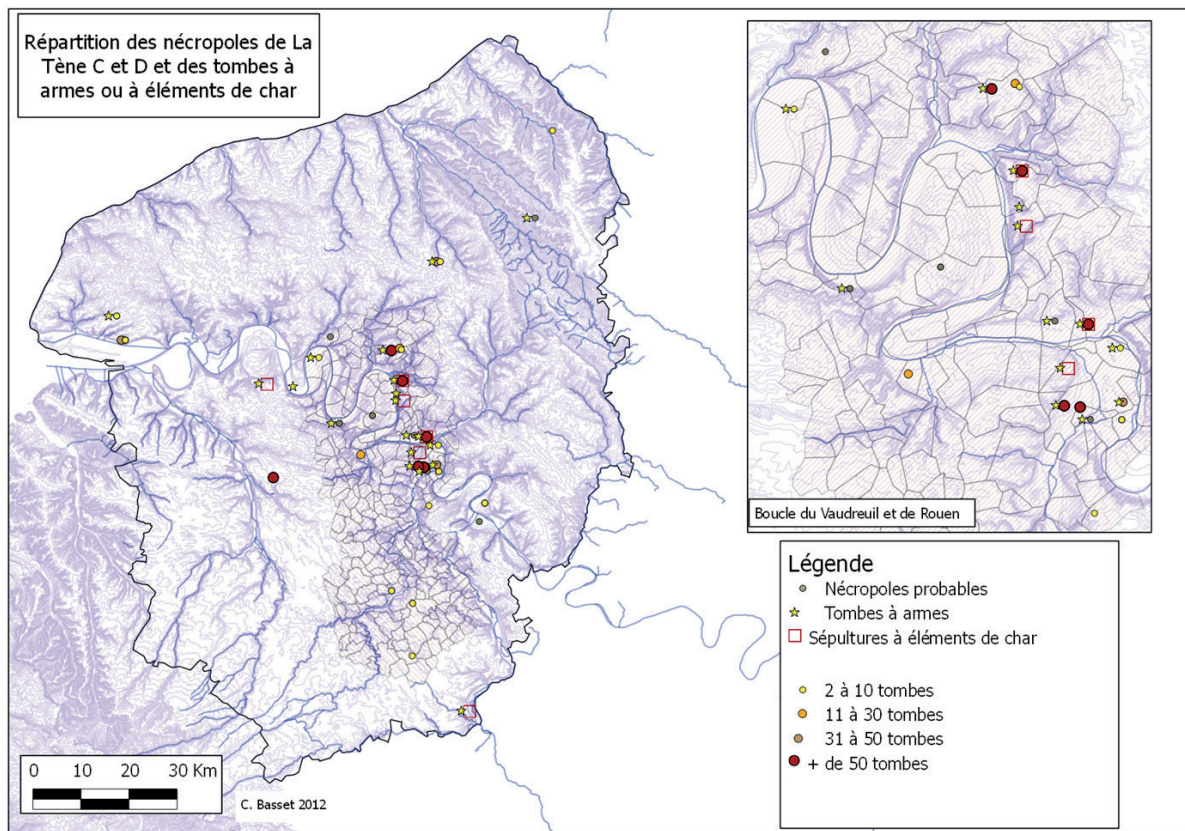 Répartition des nécropoles de La
Tène C et D et des tombes à
armes ou à éléments de char
Boucle du Vaudreuil et de Rouen
Légende
Nécropoles probables
Tombes à armes
Sépultures à éléments de char
2 à 10 tombes
11 à 30 tombes
31 à 50 tombes
+ de 50 tombes
0 10 20 30 Km
C. Basset 2012